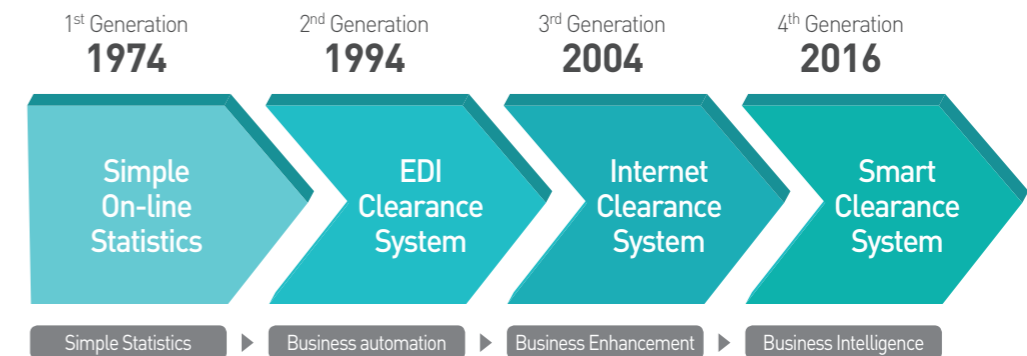 1st Generation
1974
2nd Generation
1994
3rd Generation
2004
4th Generation
2016
Simple
On-line
Statistics
EDI
Clearance
System
Internet
Clearance
System
Smart
Clearance
System
Simple Statistics
Business automation
Business Enhancement
Business Intelligence